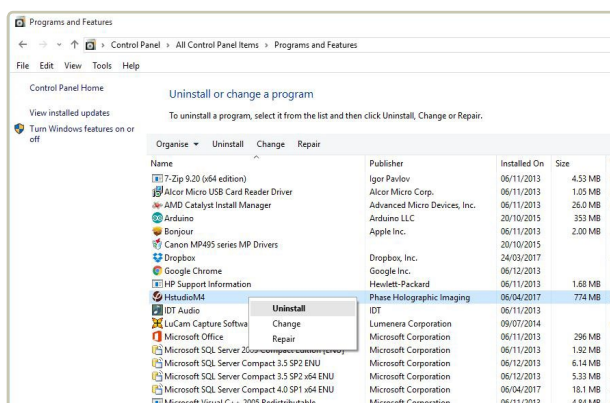 Programs and Features
Control Panel > All Control Panel Items > Programs and Features
File Edit View Tools Help
Control Panel Home
View installed updates
Turn Windows features on or
off
Uninstall or change a program
To uninstall a program, select it from the list and then click Uninstall, Change or Repair.
Organise Uninstall Change Repair
Name Publisher Installed On Size
7-Zip 9.20 (x64 edition) Igor Pavlov 06/11/2013 4.53 MB
Alcor Micro USB Card Reader Driver Alcor Micro Corp. 06/11/2013 1.05 MB
AMD Catalyst Install Manager Advanced Micro Devices, Inc. 06/11/2013 26.0 MB
Arduino Arduino LLC 20/10/2015 353 MB
Bonjour Apple Inc. 06/11/2013 2.00 MB
Canon MP495 series MP Drivers 20/10/2015
Dropbox Dropbox, Inc. 24/03/2017
Google Chrome Google Inc. 06/12/2013
HP Support Information Hewlett-Packard 06/11/2013 1.68 MB
HstudioM4 Phase Holographic Imaging 06/04/2017 774 MB
IDT Audio Uninstall IDT 06/11/2013
LuCam Capture Softwa Change Lumenera Corporation 09/07/2014
Microsoft Office Repair Microsoft Corporation 06/11/2013 296 MB
Microsoft SQL Server 2005 Compact Edition [ENU] Microsoft Corporation 06/11/2013 1.92 MB
Microsoft SQL Server Compact 3.5 SP2 ENU Microsoft Corporation 06/12/2013 6.14 MB
Microsoft SQL Server Compact 3.5 SP2 x64 ENU Microsoft Corporation 06/12/2013 5.33 MB
Microsoft SQL Server Compact 4.0 SP1 x64 ENU Microsoft Corporation 06/04/2017 18.1 MB
Microsoft Visual C++ 2005 Redistributable Microsoft Corporation 06/11/2013 4.84 MB